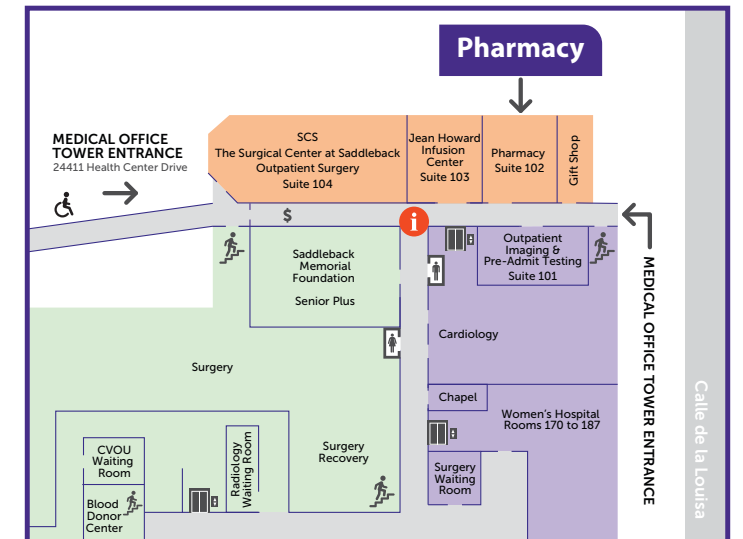 Pharmacy
MEDICAL OFFICE
TOWER ENTRANCE
24411 Health Center Drive
SCS
The Surgical Center at Saddleback
Outpatient Surgery
Suite 104
Jean Howard
Infusion
Center
Suite 103
Pharmacy
Suite 102
Gift Shop
$
i
Saddleback
Memorial
Foundation
Senior Plus
Outpatient
Imaging &
Pre-Admit Testing
Suite 101
MEDICAL OFFICE TOWER ENTRANCE
Calle de la Louisa
Cardiology
Surgery
Chapel
Women's Hospital
Rooms 170 to 187
CVOU
Waiting
Room
Radiology
Waiting Room
Surgery
Recovery
Surgery
Waiting
Room
Blood
Donor
Center